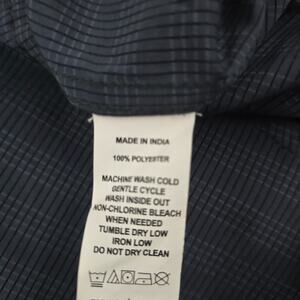 MADE IN INDIA
100% POLYESTER
MACHINE WASH COLD
GENTLE CYCLE
WASH INSIDE OUT
NON-CHLORINE BLEACH
WHEN NEEDED
TUMBLE DRY LOW
IRON LOW
DO NOT DRY CLEAN